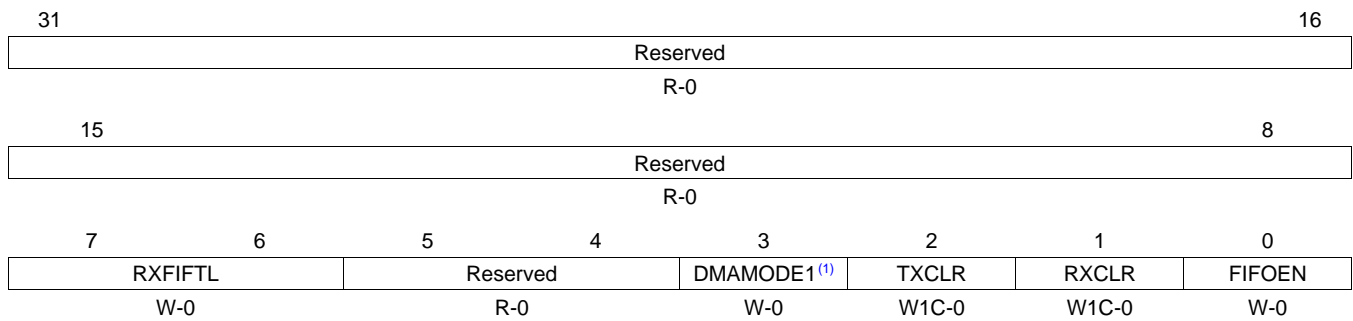 31 16
Reserved
R-0
15 8
Reserved
R-0
7 6 5 4 3 2 1 0
RXFIFTL Reserved DMAMODE1(1) TXCLR RXCLR FIFOEN
W-0 R-0 W-0 W1C-0 W1C-0 W-0